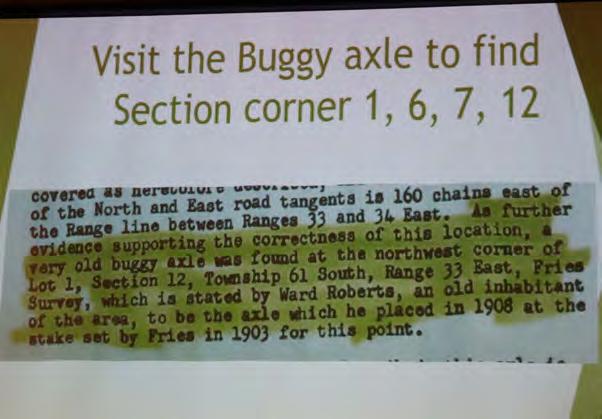 Visit the Buggy axle to find
Section corner 1, 6, 7, 12
covered as heretofore
of the North and East road tangents is 160 chains east of
the Range line between Ranges 33 and 34 East. As further
evidence supporting the correctness of this location, a
very old buggy axle was found at the northwest corner of
Lot 1, Section 12, Township 61 South, Range 33 East, Fries
Survey, which is stated by Ward Roberts, an old inhabitant
of the area, to be the axle which he placed in 1908 at the
stake set by Fries in 1903 for this point.